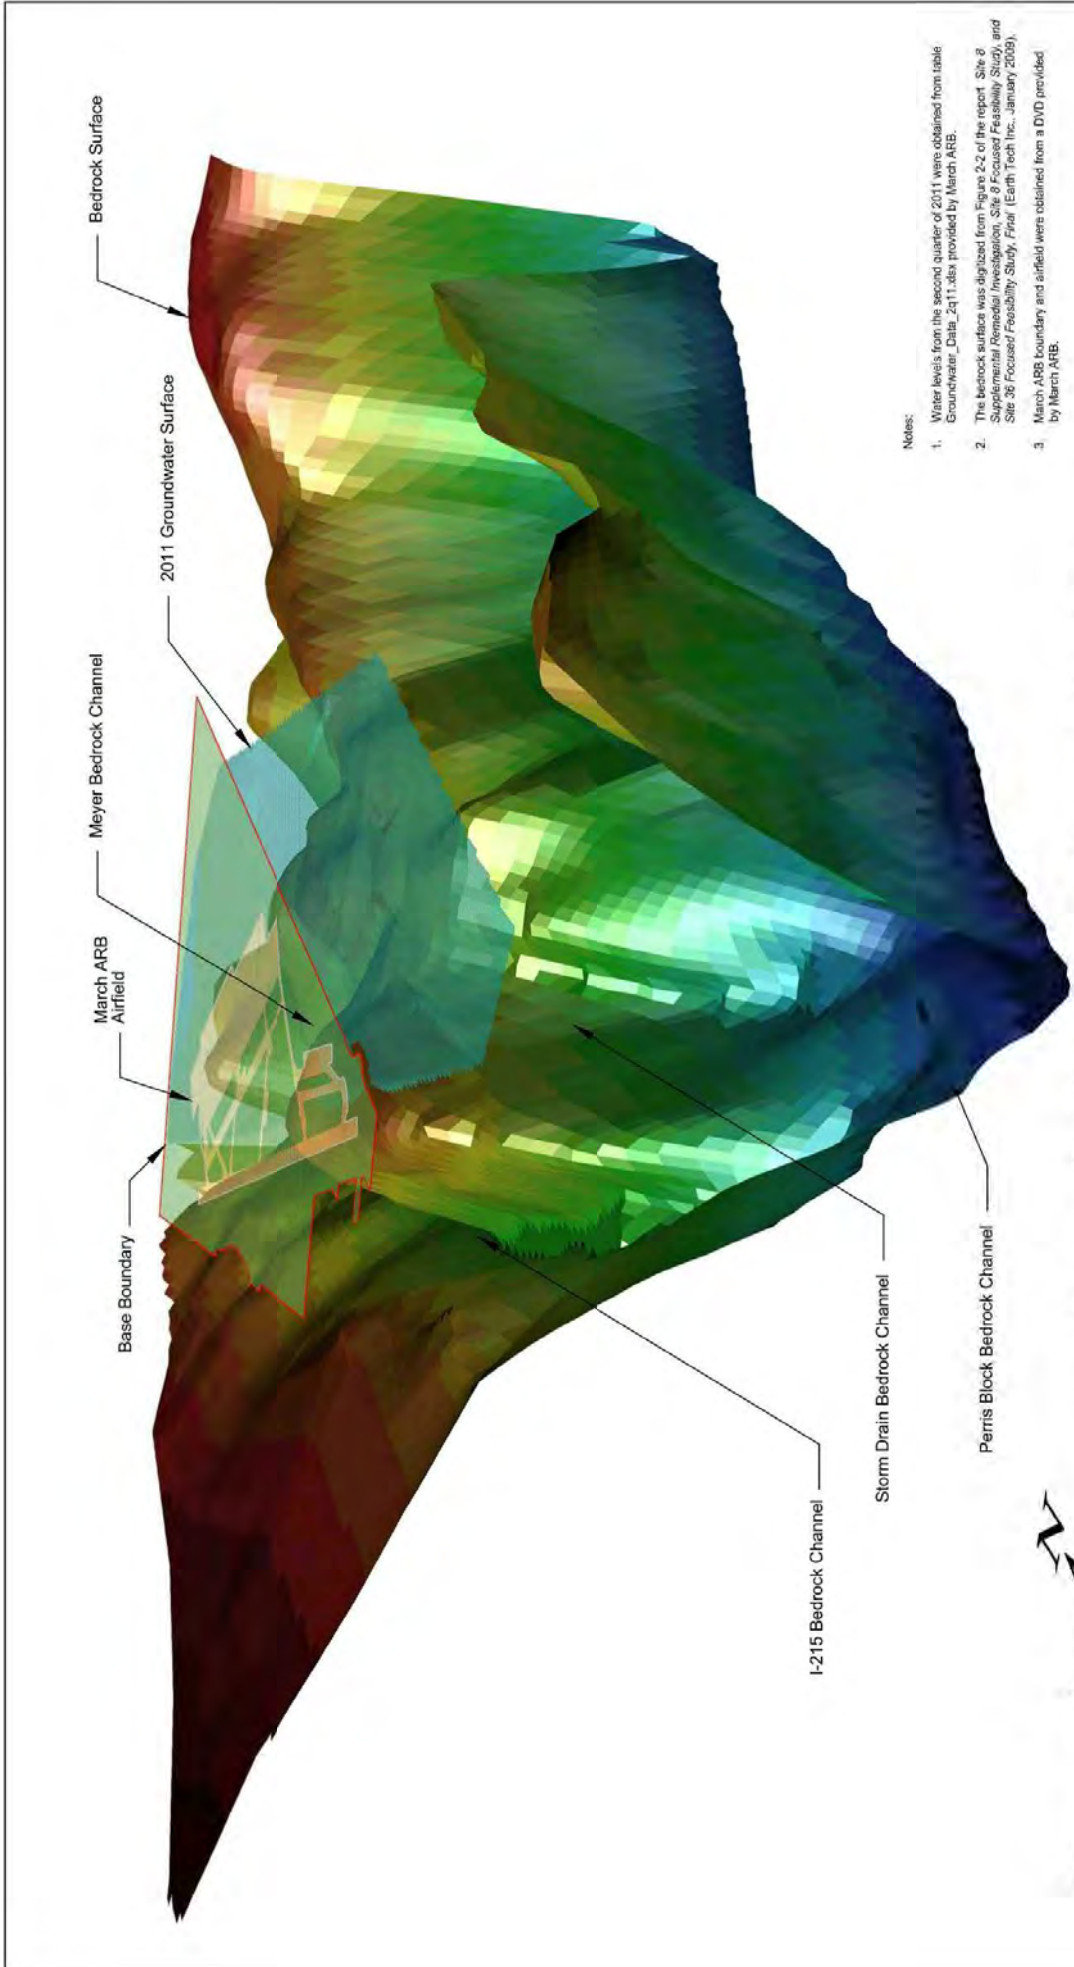 Bedrock Surface
2011 Groundwater Surface
Meyer Bedrock Channel
March ARB
Airfield
Base Boundary
I-215 Bedrock Channel
Storm Drain Bedrock Channel
Perris Block Bedrock Channel
N
Notes:
1. Water levels from the second quarter of 2011 were obtained from table
Groundwater_Data_2q11.xlsx provided by March ARB.
2. The bedrock surface was digitized from Figure 2-2 of the report Site 8
Supplemental Remedial Investigation, Site 8 Focused Feasibility Study, and
Site 36 Focused Feasibility Study, Final (Earth Tech Inc., January 2009).
3. March ARB boundary and airfield were obtained from a DVD provided
by March ARB.